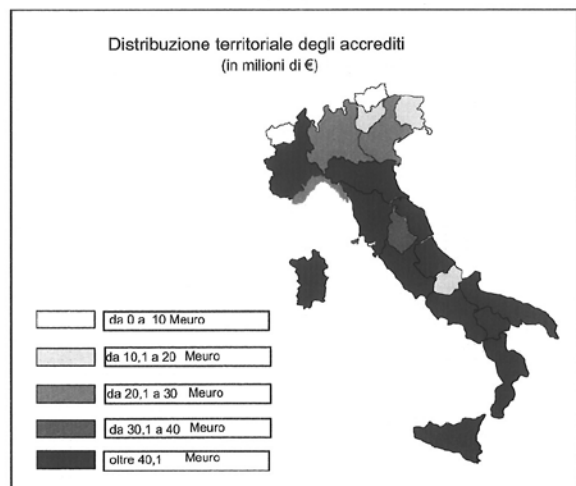 Distribuzione territoriale degli accrediti
(in milioni di €)
da 0 a 10 Meuro
da 10,1 a 20 Meuro
da 20,1 a 30 Meuro
da 30,1 a 40 Meuro
oltre 40,1 Meuro